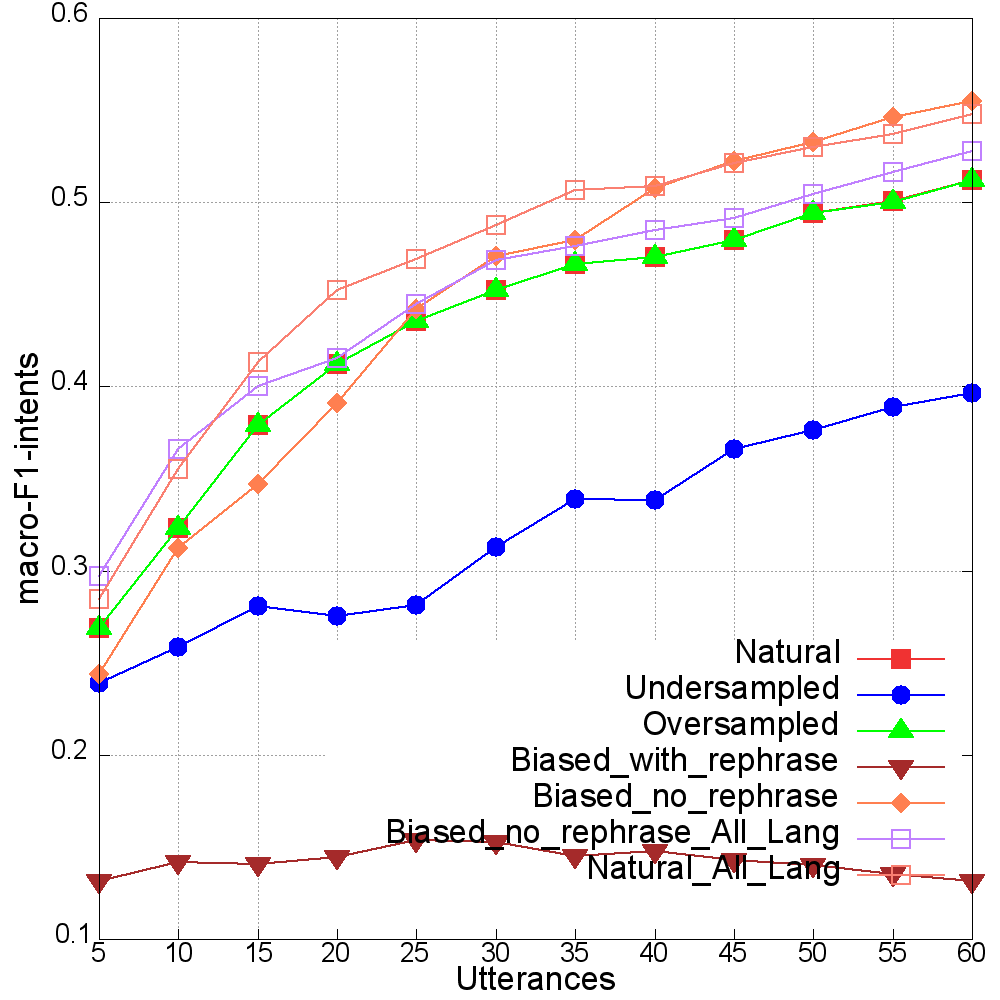 0.6
0.5
0.4
0.3
0.2
0.1
macro-F1-intents
Natural
Undersampled
Oversampled
Biased_with_rephrase
Biased_no_rephrase
Biased_no_rephrase_All_Lang
Natural_All_Lang
5 10 15 20 25 30 35 40 45 50 55 60
Utterances